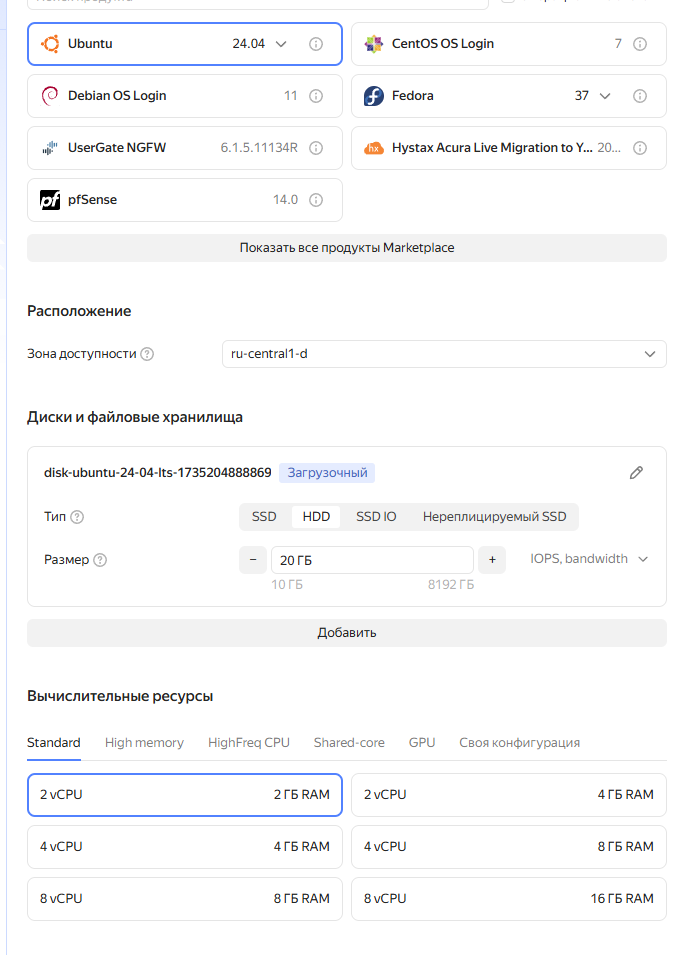 Ubuntu 24.04 CentOS OS Login 7
Debian OS Login 11 Fedora 37
UserGate NGFW 6.1.5.11134R hx Hystax Acura Live Migration to Y... 20...
pf pfSense 14.0
Показать все продукты Marketplace
Расположение
Зона доступности ? ru-central1-d
Диски и файловые хранилища
disk-ubuntu-24-04-lts-1735204888869 Загрузочный
Тип ? SSD HDD SSD IO Нереплицируемый SSD
Размер ? − 20 ГБ + IOPS, bandwidth
10 ГБ 8192 ГБ
Добавить
Вычислительные ресурсы
Standard High memory HighFreq CPU Shared-core GPU Своя конфигурация
2 vCPU 2 ГБ RAM 2 vCPU 4 ГБ RAM
4 vCPU 4 ГБ RAM 4 vCPU 8 ГБ RAM
8 vCPU 8 ГБ RAM 8 vCPU 16 ГБ RAM